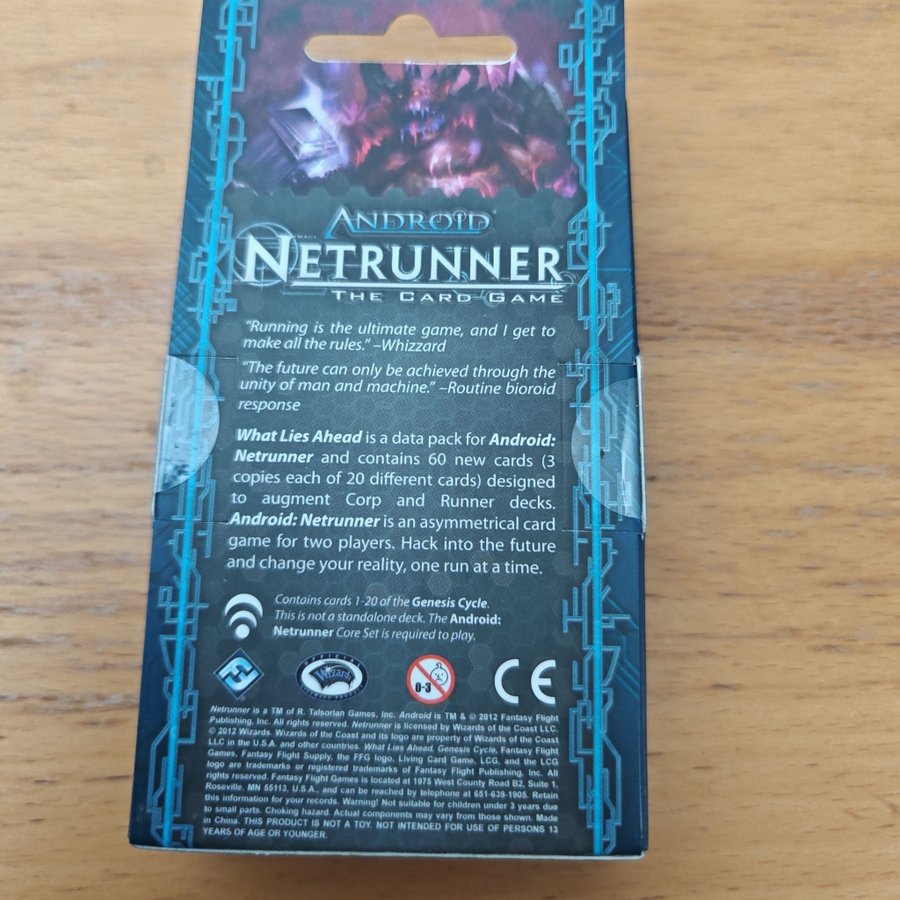 ANDROID
NETRUNNER
THE CARD GAME
"Running is the ultimate game, and I get to
make all the rules." –Whizzard
"The future can only be achieved through the
unity of man and machine." –Routine bioroid
response
What Lies Ahead is a data pack for Android:
Netrunner and contains 60 new cards (3
copies each of 20 different cards) designed
to augment Corp and Runner decks.
Android: Netrunner is an asymmetrical card
game for two players. Hack into the future
and change your reality, one run at a time.
Contains cards 1-20 of the Genesis Cycle.
This is not a standalone deck. The Android:
Netrunner Core Set is required to play.
OFFICIAL
Wizards
LICENSED PRODUCT
0-3
CE
Netrunner is a TM of R. Talsorian Games, Inc. Android is TM & © 2012 Fantasy Flight
Publishing, Inc. All rights reserved. Netrunner is licensed by Wizards of the Coast LLC.
© 2012 Wizards. Wizards of the Coast and its logo are property of Wizards of the Coast
LLC in the U.S.A. and other countries. What Lies Ahead, Genesis Cycle, Fantasy Flight
Games, Fantasy Flight Supply, the FFG logo, Living Card Game, LCG, and the LCG
logo are trademarks or registered trademarks of Fantasy Flight Publishing, Inc. All
rights reserved. Fantasy Flight Games is located at 1975 West County Road B2, Suite 1,
Roseville, MN 55113, U.S.A., and can be reached by telephone at 651-639-1905. Retain
this information for your records. Warning! Not suitable for children under 3 years due
to small parts. Choking hazard. Actual components may vary from those shown. Made
in China. THIS PRODUCT IS NOT A TOY. NOT INTENDED FOR USE OF PERSONS 13
YEARS OF AGE OR YOUNGER.